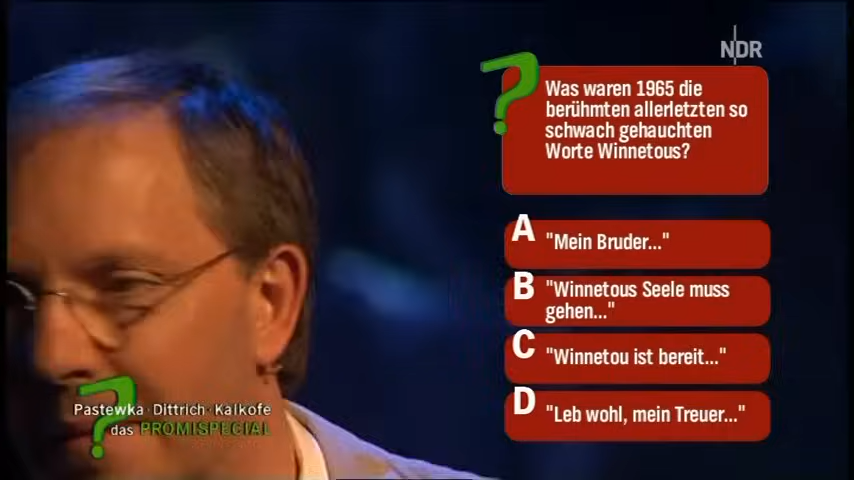 NDR
?
Was waren 1965 die
berühmten allerletzten so
schwach gehauchten
Worte Winnetous?
A "Mein Bruder..."
B "Winnetous Seele muss
gehen..."
C "Winnetou ist bereit..."
D "Leb wohl, mein Treuer..."
?
Pastewka · Dittrich · Kalkofe
das PROMISPECIAL